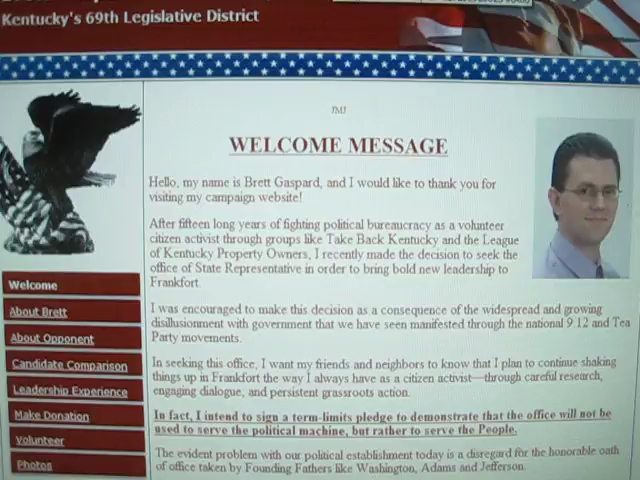 Kentucky's 69th Legislative District
WELCOME MESSAGE
Hello, my name is Brett Gaspard, and I would like to thank you for
visiting my campaign website!
After fifteen long years of fighting political bureaucracy as a volunteer
citizen activist through groups like Take Back Kentucky and the League
of Kentucky Property Owners, I recently made the decision to seek the
office of State Representative in order to bring bold new leadership to
Frankfort.
I was encouraged to make this decision as a consequence of the widespread and growing
disillusionment with government that we have seen manifested through the national 9.12 and Tea
Party movements.
In seeking this office, I want my friends and neighbors to know that I plan to continue shaking
things up in Frankfort the way I always have as a citizen activist—through careful research,
engaging dialogue, and persistent grassroots action.
In fact, I intend to sign a term-limits pledge to demonstrate that the office will not be
used to serve the political machine, but rather to serve the People.
The evident problem with our political establishment today is a disregard for the honorable oath
of office taken by Founding Fathers like Washington, Adams and Jefferson.
Welcome
About Brett
About Opponent
Candidate Comparison
Leadership Experience
Make Donation
Volunteer
Photos